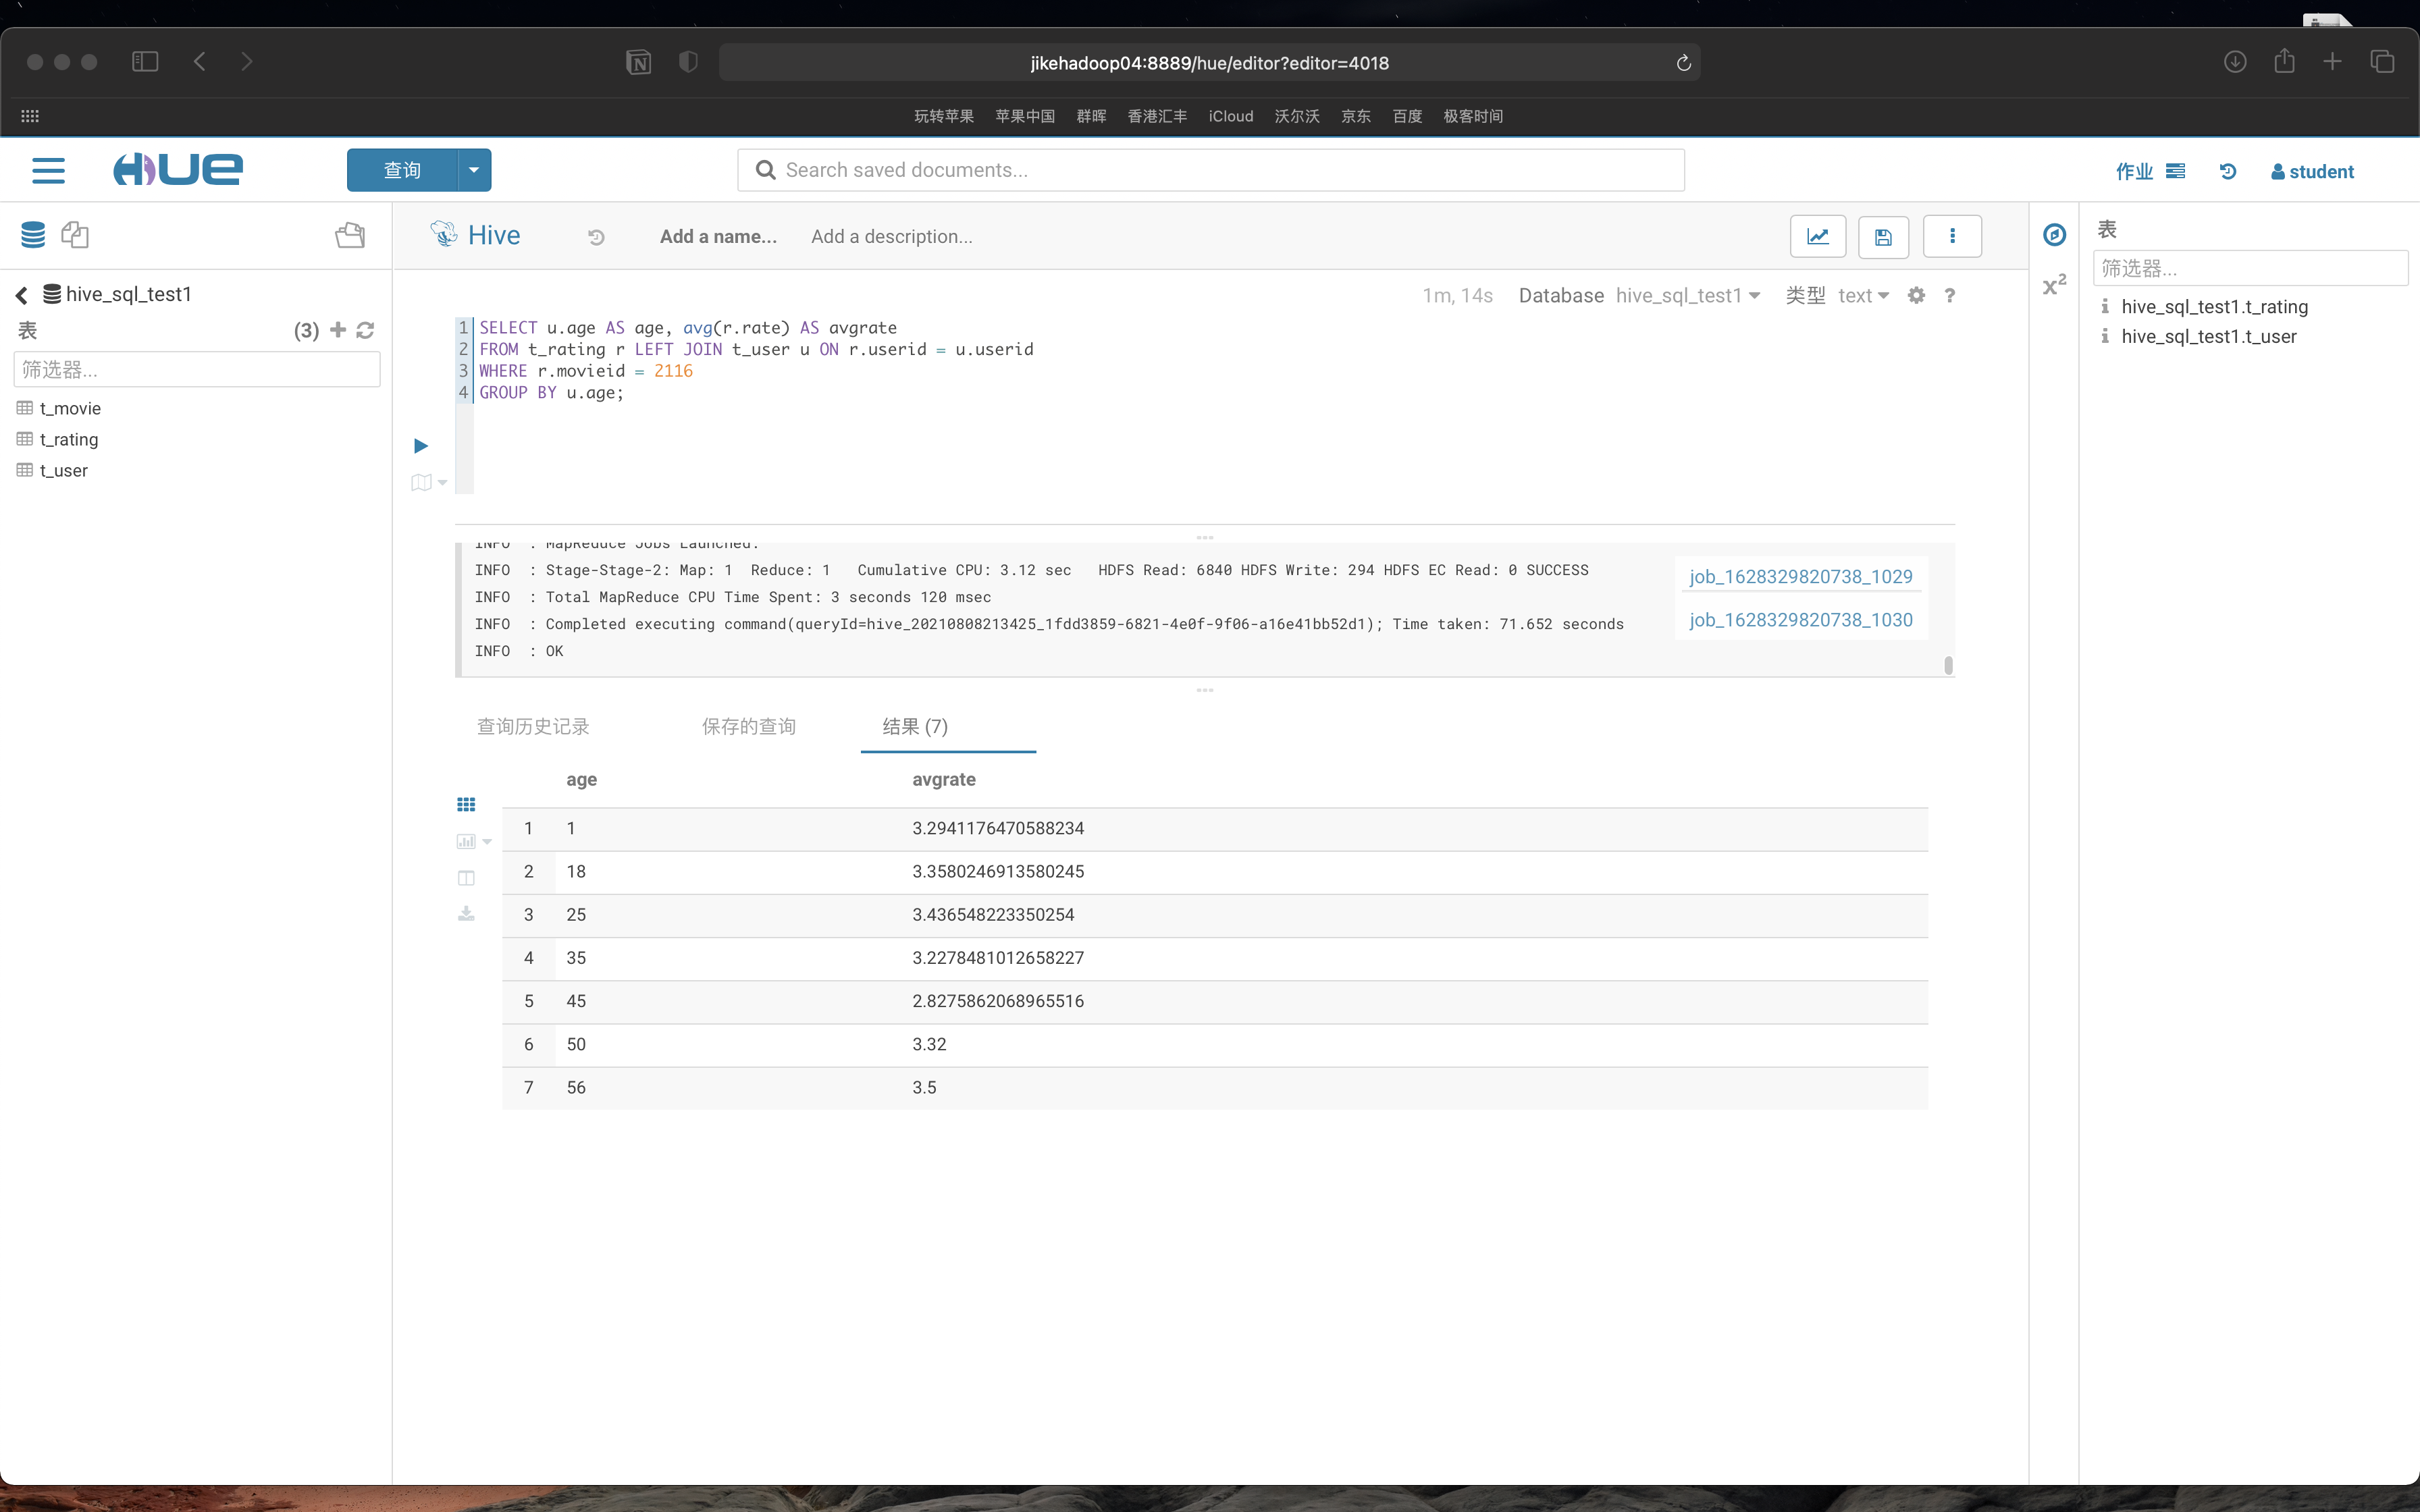 jikehadoop04:8889/hue/editor?editor=4018
玩转苹果 苹果中国 群晖 香港汇丰 iCloud 沃尔沃 京东 百度 极客时间
HUE 查询 Search saved documents... 作业 student
Hive Add a name... Add a description...
hive_sql_test1
表 (3)
筛选器...
t_movie
t_rating
t_user
1m, 14s Database hive_sql_test1 类型 text ?
1 SELECT u.age AS age, avg(r.rate) AS avgrate
2 FROM t_rating r LEFT JOIN t_user u ON r.userid = u.userid
3 WHERE r.movieid = 2116
4 GROUP BY u.age;
INFO : MapReduce Jobs Launched:
INFO : Stage-Stage-2: Map: 1 Reduce: 1 Cumulative CPU: 3.12 sec HDFS Read: 6840 HDFS Write: 294 HDFS EC Read: 0 SUCCESS
INFO : Total MapReduce CPU Time Spent: 3 seconds 120 msec
INFO : Completed executing command(queryId=hive_20210808213425_1fdd3859-6821-4e0f-9f06-a16e41bb52d1); Time taken: 71.652 seconds
INFO : OK
job_1628329820738_1029
job_1628329820738_1030
查询历史记录 保存的查询 结果 (7)
age avgrate
1 1 3.2941176470588234
2 18 3.3580246913580245
3 25 3.436548223350254
4 35 3.2278481012658227
5 45 2.8275862068965516
6 50 3.32
7 56 3.5
x2
表
筛选器...
hive_sql_test1.t_rating
hive_sql_test1.t_user